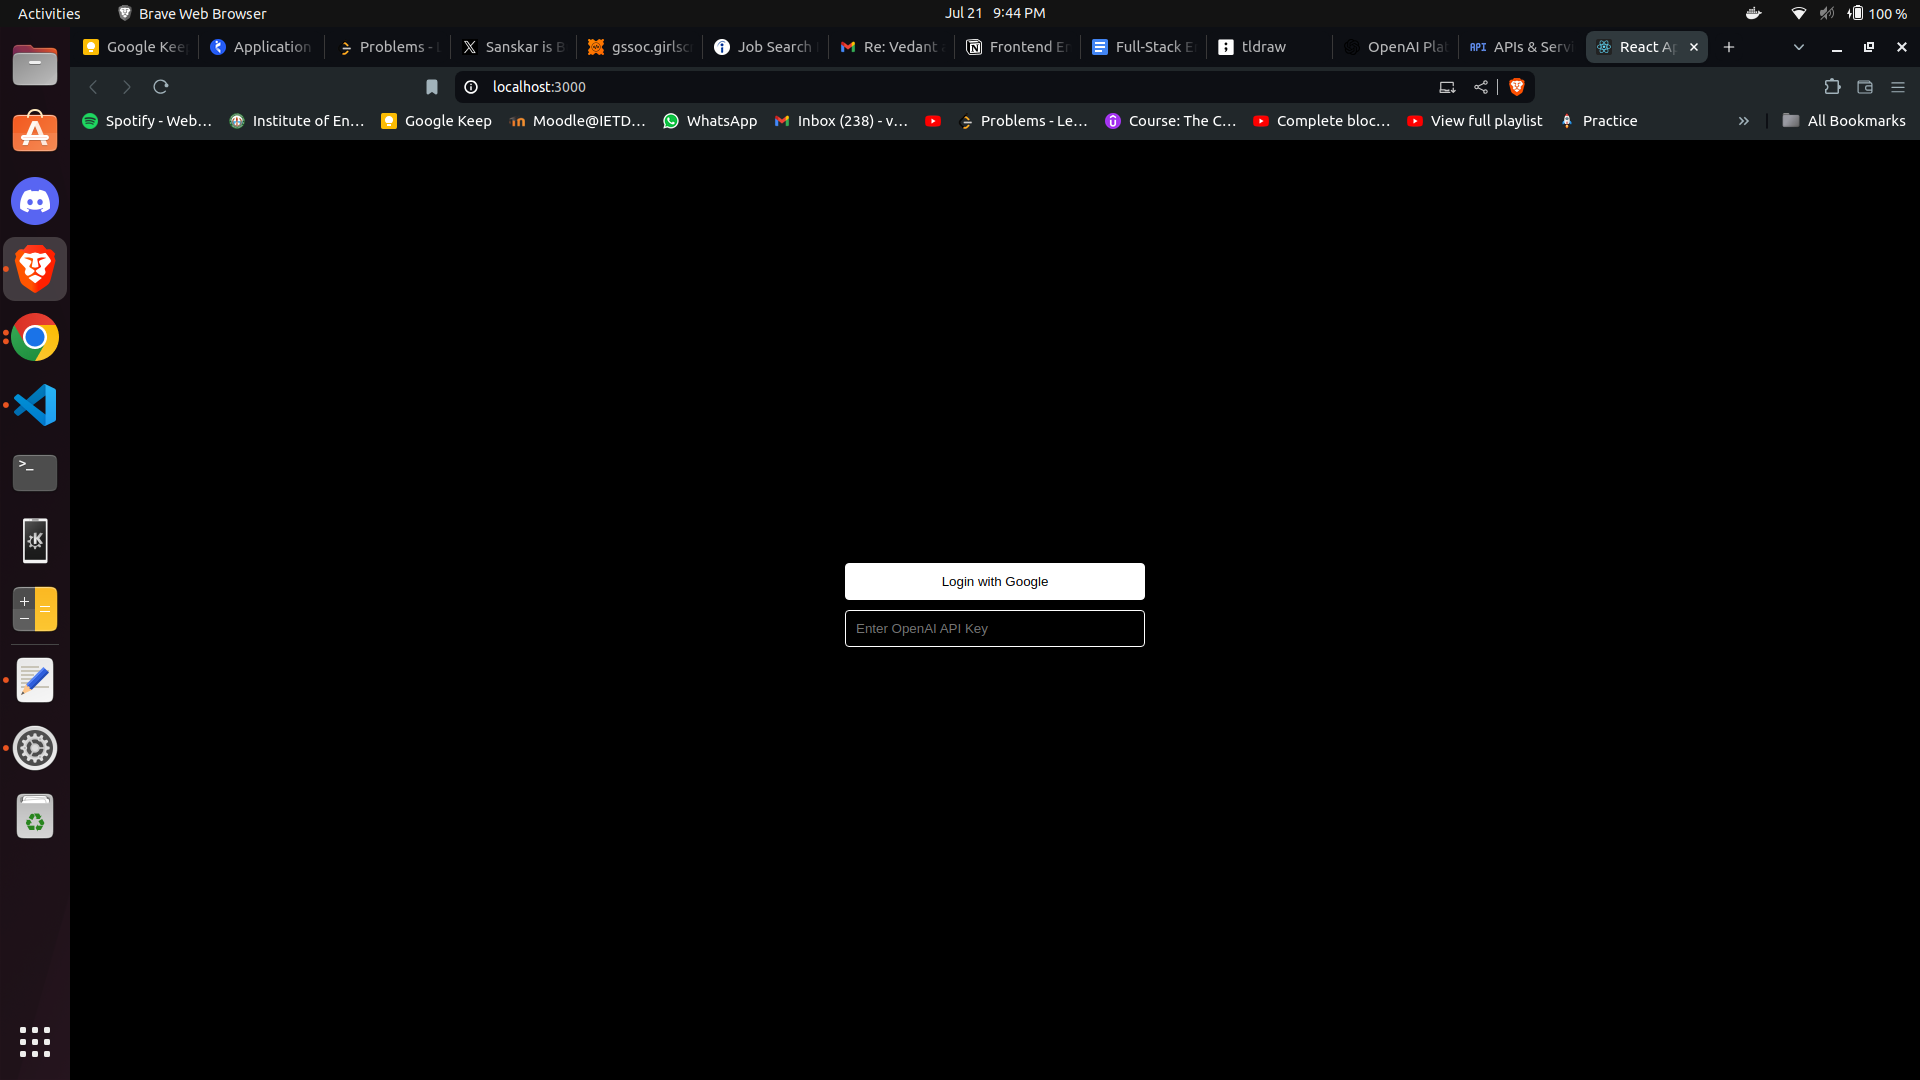 Activities Brave Web Browser Jul 21 9:44 PM 100 %
Google Kee Application Problems - L Sanskar is B gssoc.girlsc Job Search Re: Vedant Frontend En Full-Stack E tldraw OpenAI Plat API APIs & Servi React Ap
localhost:3000
Spotify - Web... Institute of En... Google Keep Moodle@IETD... WhatsApp Inbox (238) - v... Problems - Le... Course: The C... Complete bloc... View full playlist Practice » All Bookmarks
Login with Google
Enter OpenAI API Key